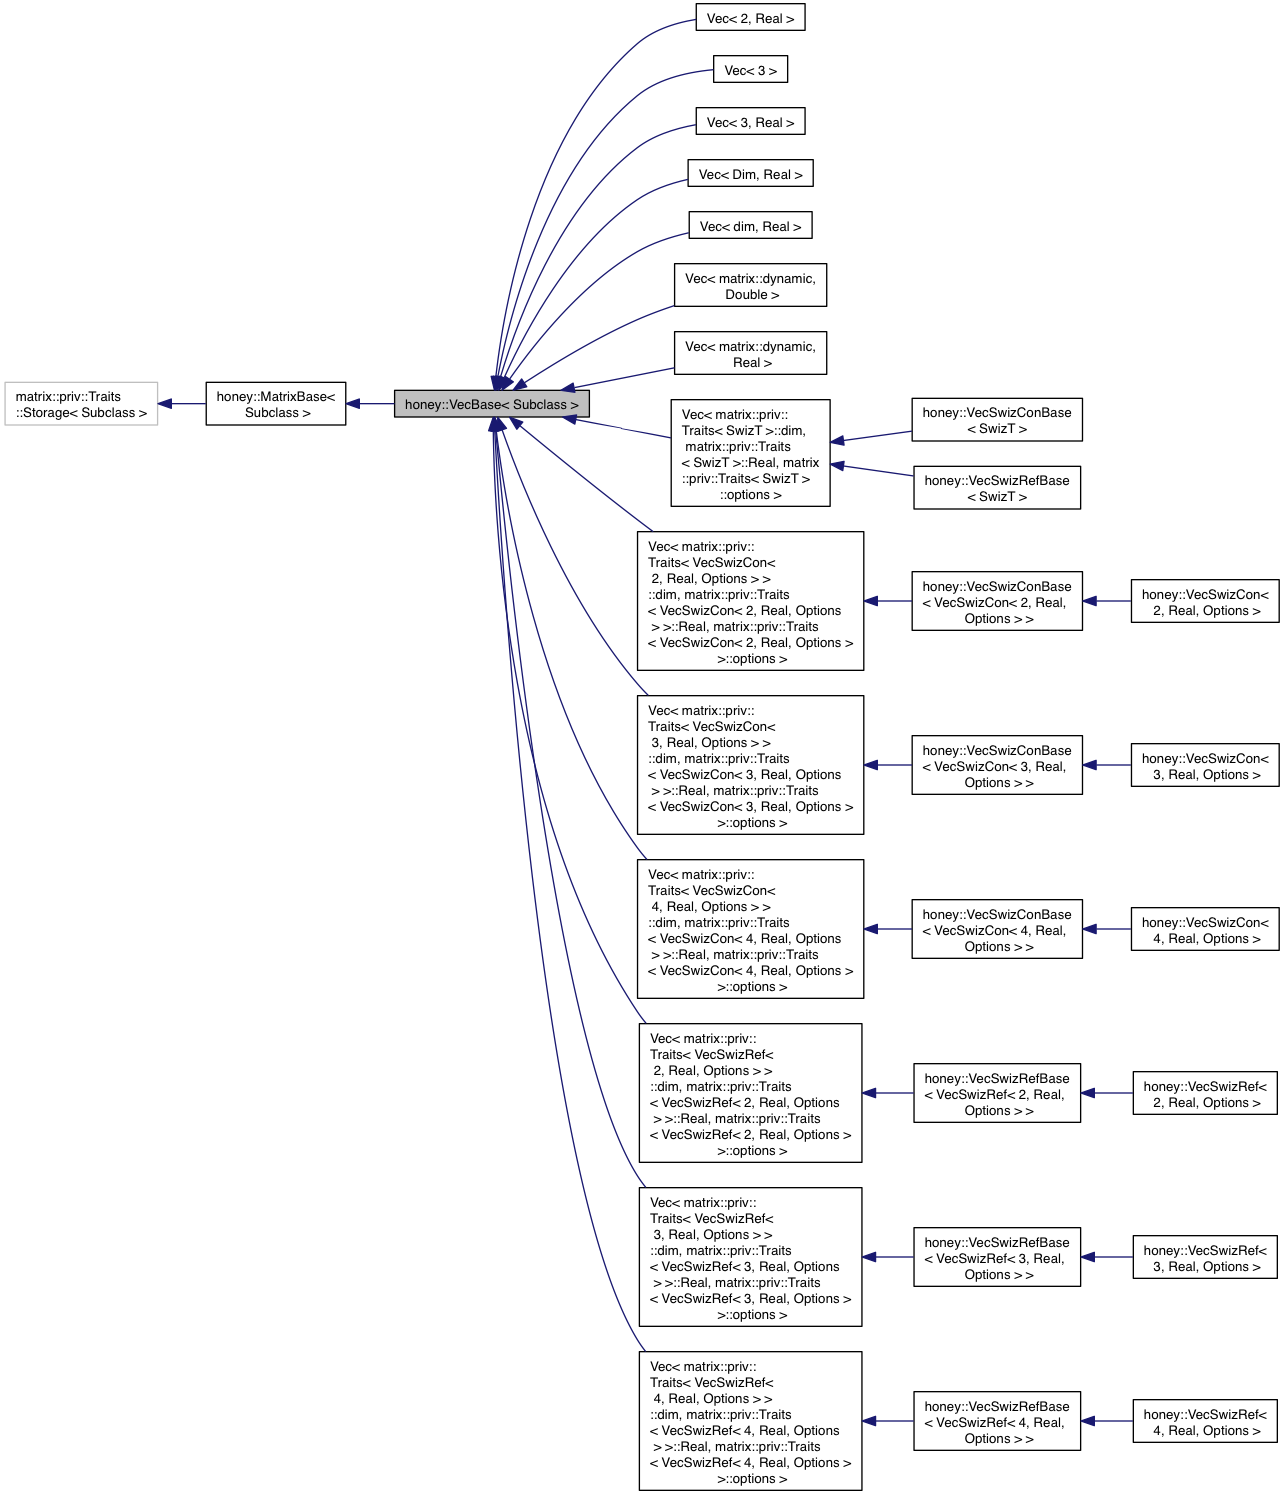 Vec< 2, Real >
Vec< 3 >
Vec< 3, Real >
Vec< Dim, Real >
Vec< dim, Real >
Vec< matrix::dynamic,
Double >
Vec< matrix::dynamic,
Real >
matrix::priv::Traits
::Storage< Subclass >
honey::MatrixBase<
Subclass >
honey::VecBase< Subclass >
Vec< matrix::priv::
Traits< SwizT >::dim,
matrix::priv::Traits
< SwizT >::Real, matrix
::priv::Traits< SwizT >
::options >
honey::VecSwizConBase
< SwizT >
honey::VecSwizRefBase
< SwizT >
Vec< matrix::priv::
Traits< VecSwizCon<
2, Real, Options > >
::dim, matrix::priv::Traits
< VecSwizCon< 2, Real, Options
> >::Real, matrix::priv::Traits
< VecSwizCon< 2, Real, Options >
>::options >
honey::VecSwizConBase
< VecSwizCon< 2, Real,
Options > >
honey::VecSwizCon<
2, Real, Options >
Vec< matrix::priv::
Traits< VecSwizCon<
3, Real, Options > >
::dim, matrix::priv::Traits
< VecSwizCon< 3, Real, Options
> >::Real, matrix::priv::Traits
< VecSwizCon< 3, Real, Options >
>::options >
honey::VecSwizConBase
< VecSwizCon< 3, Real,
Options > >
honey::VecSwizCon<
3, Real, Options >
Vec< matrix::priv::
Traits< VecSwizCon<
4, Real, Options > >
::dim, matrix::priv::Traits
< VecSwizCon< 4, Real, Options
> >::Real, matrix::priv::Traits
< VecSwizCon< 4, Real, Options >
>::options >
honey::VecSwizConBase
< VecSwizCon< 4, Real,
Options > >
honey::VecSwizCon<
4, Real, Options >
Vec< matrix::priv::
Traits< VecSwizRef<
2, Real, Options > >
::dim, matrix::priv::Traits
< VecSwizRef< 2, Real, Options
> >::Real, matrix::priv::Traits
< VecSwizRef< 2, Real, Options >
>::options >
honey::VecSwizRefBase
< VecSwizRef< 2, Real,
Options > >
honey::VecSwizRef<
2, Real, Options >
Vec< matrix::priv::
Traits< VecSwizRef<
3, Real, Options > >
::dim, matrix::priv::Traits
< VecSwizRef< 3, Real, Options
> >::Real, matrix::priv::Traits
< VecSwizRef< 3, Real, Options >
>::options >
honey::VecSwizRefBase
< VecSwizRef< 3, Real,
Options > >
honey::VecSwizRef<
3, Real, Options >
Vec< matrix::priv::
Traits< VecSwizRef<
4, Real, Options > >
::dim, matrix::priv::Traits
< VecSwizRef< 4, Real, Options
> >::Real, matrix::priv::Traits
< VecSwizRef< 4, Real, Options >
>::options >
honey::VecSwizRefBase
< VecSwizRef< 4, Real,
Options > >
honey::VecSwizRef<
4, Real, Options >